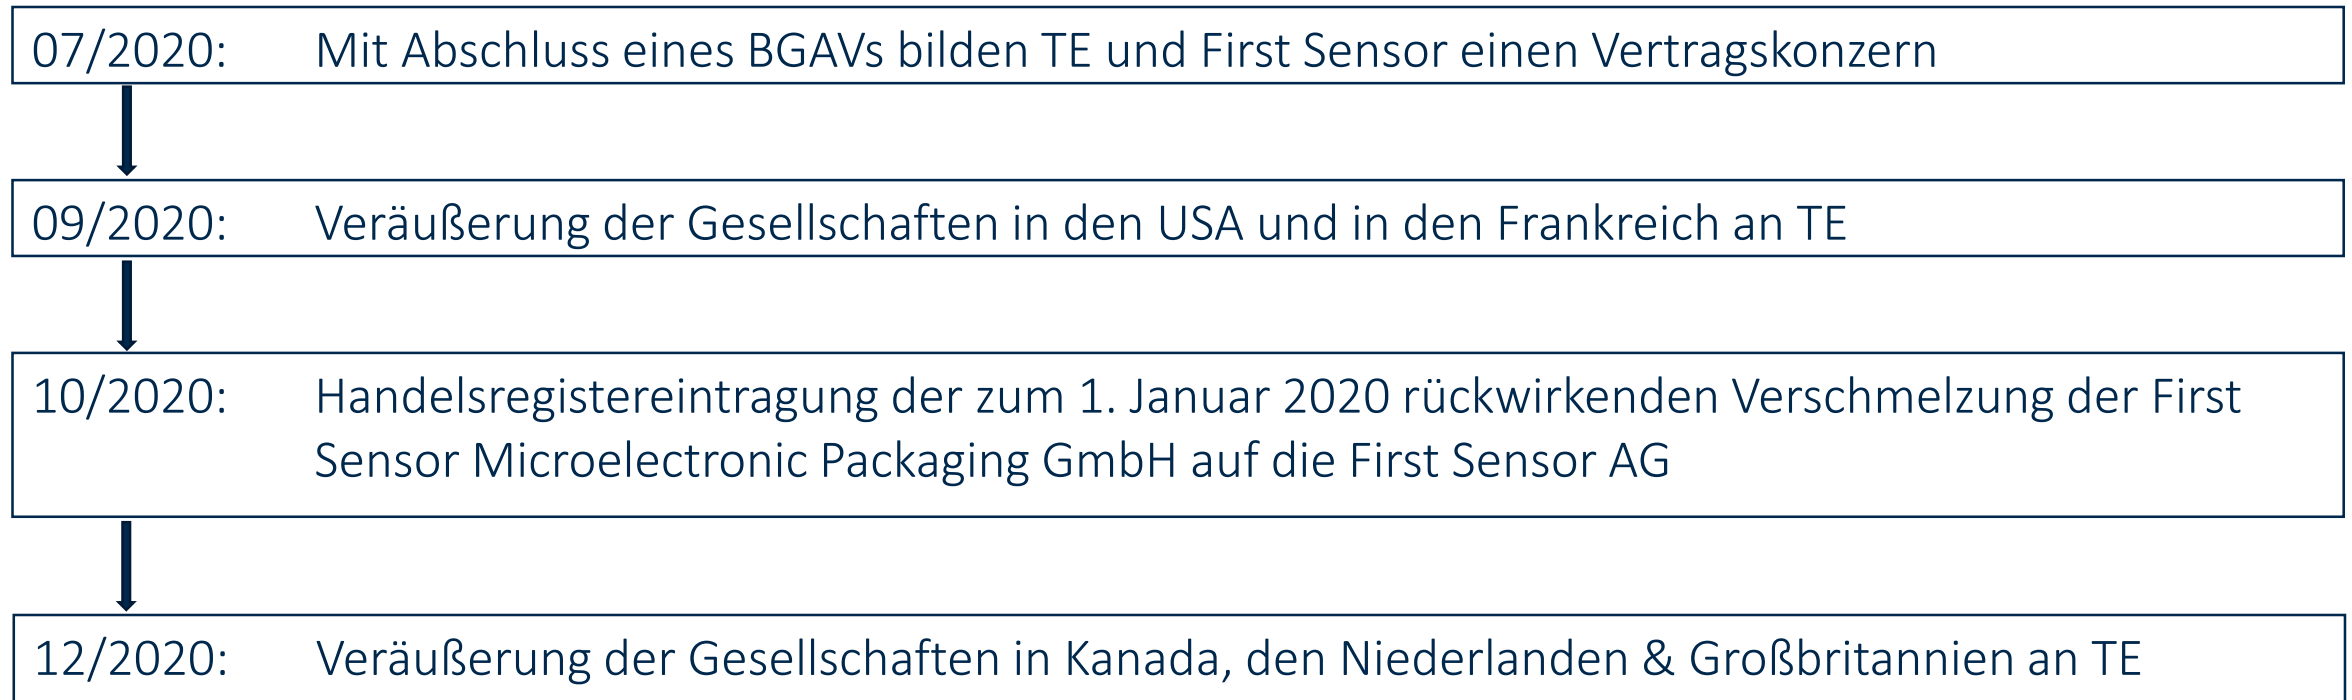 07/2020: Mit Abschluss eines BGAVs bilden TE und First Sensor einen Vertragskonzern
09/2020: Veräußerung der Gesellschaften in den USA und in den Frankreich an TE
10/2020: Handelsregistereintragung der zum 1. Januar 2020 rückwirkenden Verschmelzung der First
Sensor Microelectronic Packaging GmbH auf die First Sensor AG
12/2020: Veräußerung der Gesellschaften in Kanada, den Niederlanden & Großbritannien an TE